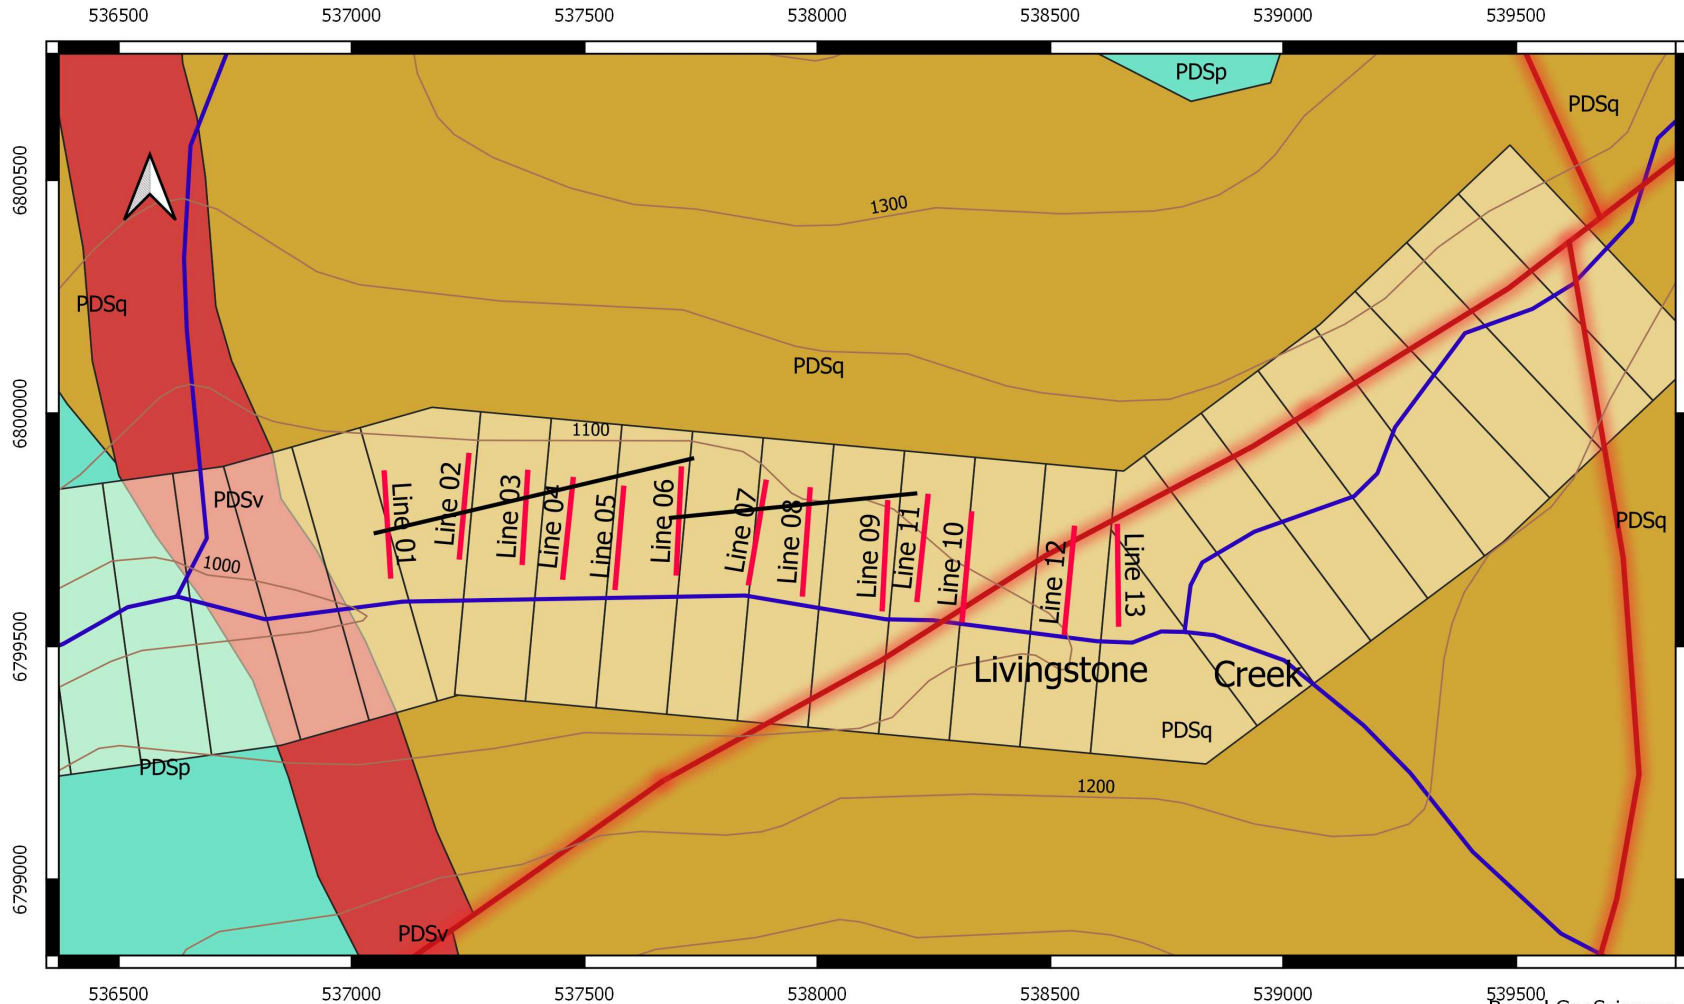 536500 537000 537500 538000 538500 539000 539500
PDSp
PDSq
6800500
1300
PDSq
PDSq
6800000
1100
Line 01
Line 02
Line 03
Line 04
Line 05
Line 06
Line 07
Line 08
Line 09
Line 11
Line 10
Line 12
Line 13
PDSv
PDSq
1000
6799500
Livingstone Creek
PDSq
PDSp
1200
6799000
PDSv
536500 537000 537500 538000 538500 539000 539500